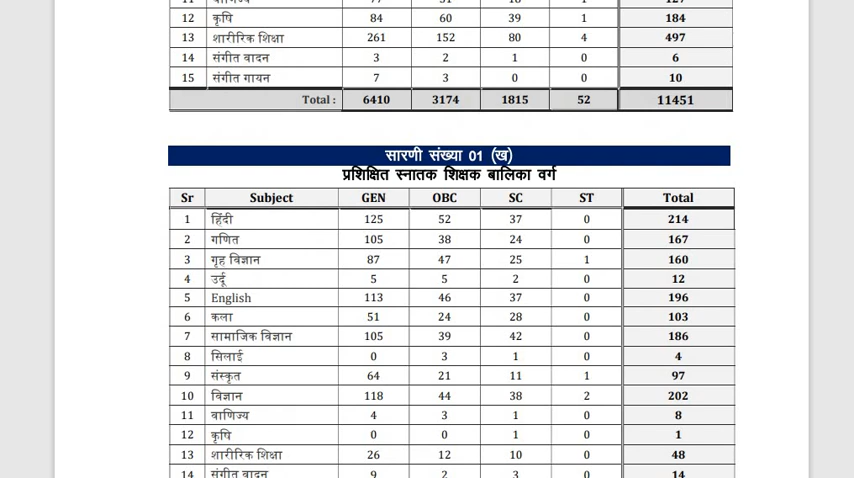 12 कृषि 84 60 39 1 184
13 शारीरिक शिक्षा 261 152 80 4 497
14 संगीत वादन 3 2 1 0 6
15 संगीत गायन 7 3 0 0 10
Total : 6410 3174 1815 52 11451
सारणी संख्या 01 (ख)
प्रशिक्षित स्नातक शिक्षक बालिका वर्ग
Sr Subject GEN OBC SC ST Total
1 हिंदी 125 52 37 0 214
2 गणित 105 38 24 0 167
3 गृह विज्ञान 87 47 25 1 160
4 उर्दू 5 5 2 0 12
5 English 113 46 37 0 196
6 कला 51 24 28 0 103
7 सामाजिक विज्ञान 105 39 42 0 186
8 सिलाई 0 3 1 0 4
9 संस्कृत 64 21 11 1 97
10 विज्ञान 118 44 38 2 202
11 वाणिज्य 4 3 1 0 8
12 कृषि 0 0 1 0 1
13 शारीरिक शिक्षा 26 12 10 0 48
14 संगीत वादन 9 2 3 0 14